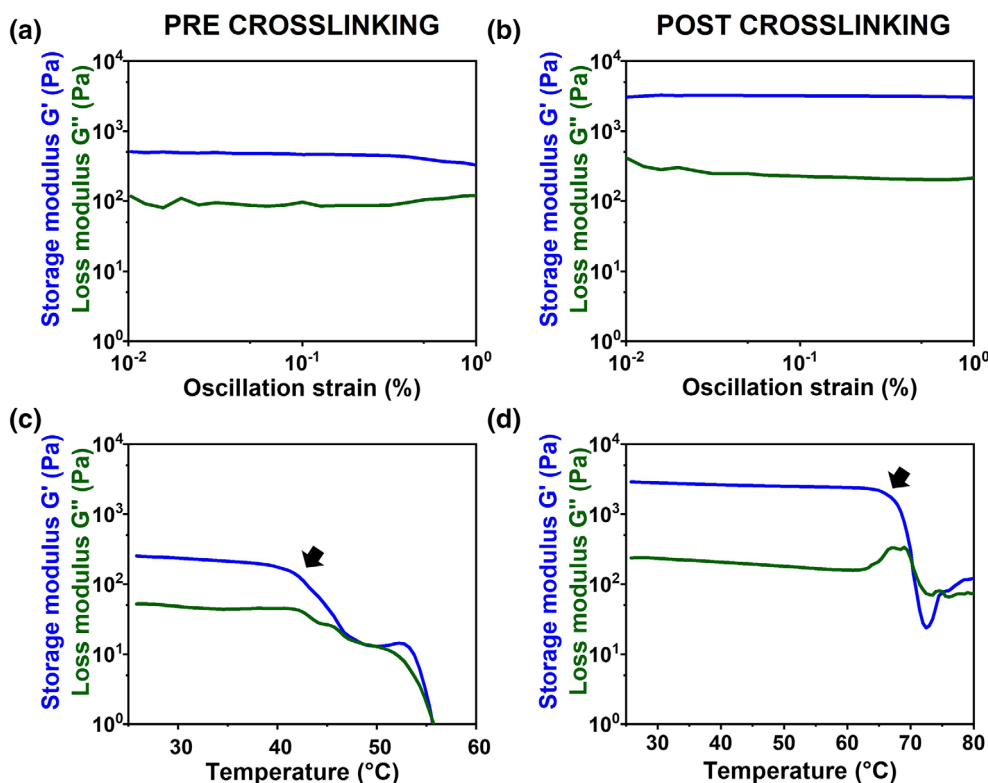 (a) PRE CROSSLINKING
Storage modulus G' (Pa)
Loss modulus G'' (Pa)
10⁴
10³
10²
10¹
10⁰
10⁻² 10⁻¹ 10⁰
Oscillation strain (%)
(b) POST CROSSLINKING
Storage modulus G' (Pa)
Loss modulus G'' (Pa)
10⁴
10³
10²
10¹
10⁰
10⁻² 10⁻¹ 10⁰
Oscillation strain (%)
(c)
Storage modulus G' (Pa)
Loss modulus G'' (Pa)
10⁴
10³
10²
10¹
10⁰
30 40 50 60
Temperature (°C)
(d)
Storage modulus G' (Pa)
Loss modulus G'' (Pa)
10⁴
10³
10²
10¹
10⁰
30 40 50 60 70 80
Temperature (°C)